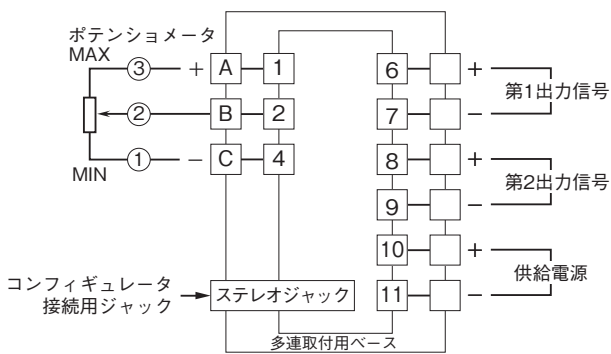 ポテンショメータ
MAX
③ + A 1
② B 2
① − C 4
MIN
6 +
第1出力信号
7 −
8 +
第2出力信号
9 −
10 +
供給電源
11 −
コンフィギュレータ
接続用ジャック
ステレオジャック
多連取付用ベース